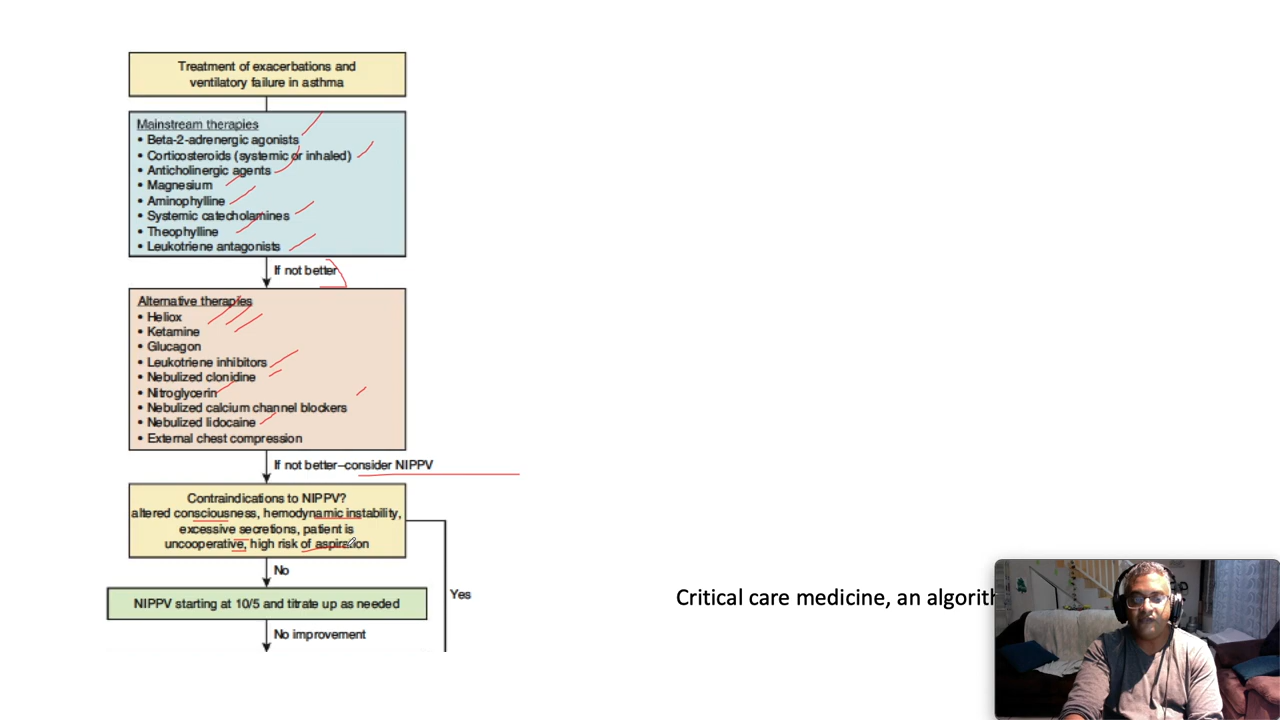 Treatment of exacerbations and
ventilatory failure in asthma
Mainstream therapies
• Beta-2-adrenergic agonists
• Corticosteroids (systemic or inhaled)
• Anticholinergic agents
• Magnesium
• Aminophylline
• Systemic catecholamines
• Theophylline
• Leukotriene antagonists
If not better
Alternative therapies
• Heliox
• Ketamine
• Glucagon
• Leukotriene inhibitors
• Nebulized clonidine
• Nitroglycerin
• Nebulized calcium channel blockers
• Nebulized lidocaine
• External chest compression
If not better–consider NIPPV
Contraindications to NIPPV?
altered consciousness, hemodynamic instability,
excessive secretions, patient is
uncooperative, high risk of aspiration
No
Yes
NIPPV starting at 10/5 and titrate up as needed
No improvement
Critical care medicine, an